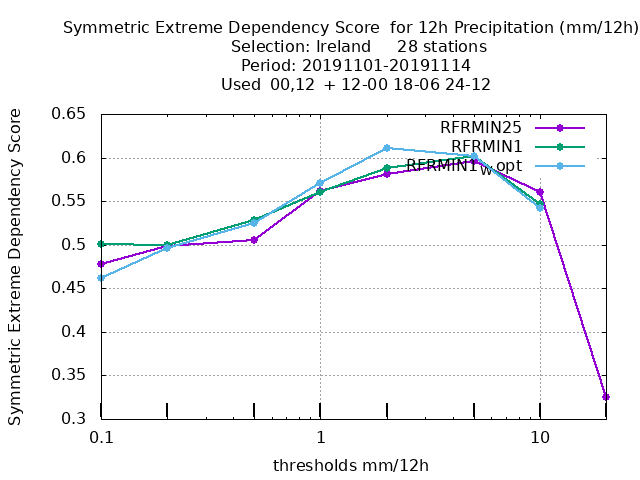 Symmetric Extreme Dependency Score  for 12h Precipitation (mm/12h)
Selection: Ireland     28 stations
Period: 20191101-20191114
Used  00,12  + 12-00 18-06 24-12
Symmetric Extreme Dependency Score
0.65
0.6
0.55
0.5
0.45
0.4
0.35
0.3
RFRMIN25
RFRMIN1
RFRMIN1_wopt
0.1
1
10
thresholds mm/12h